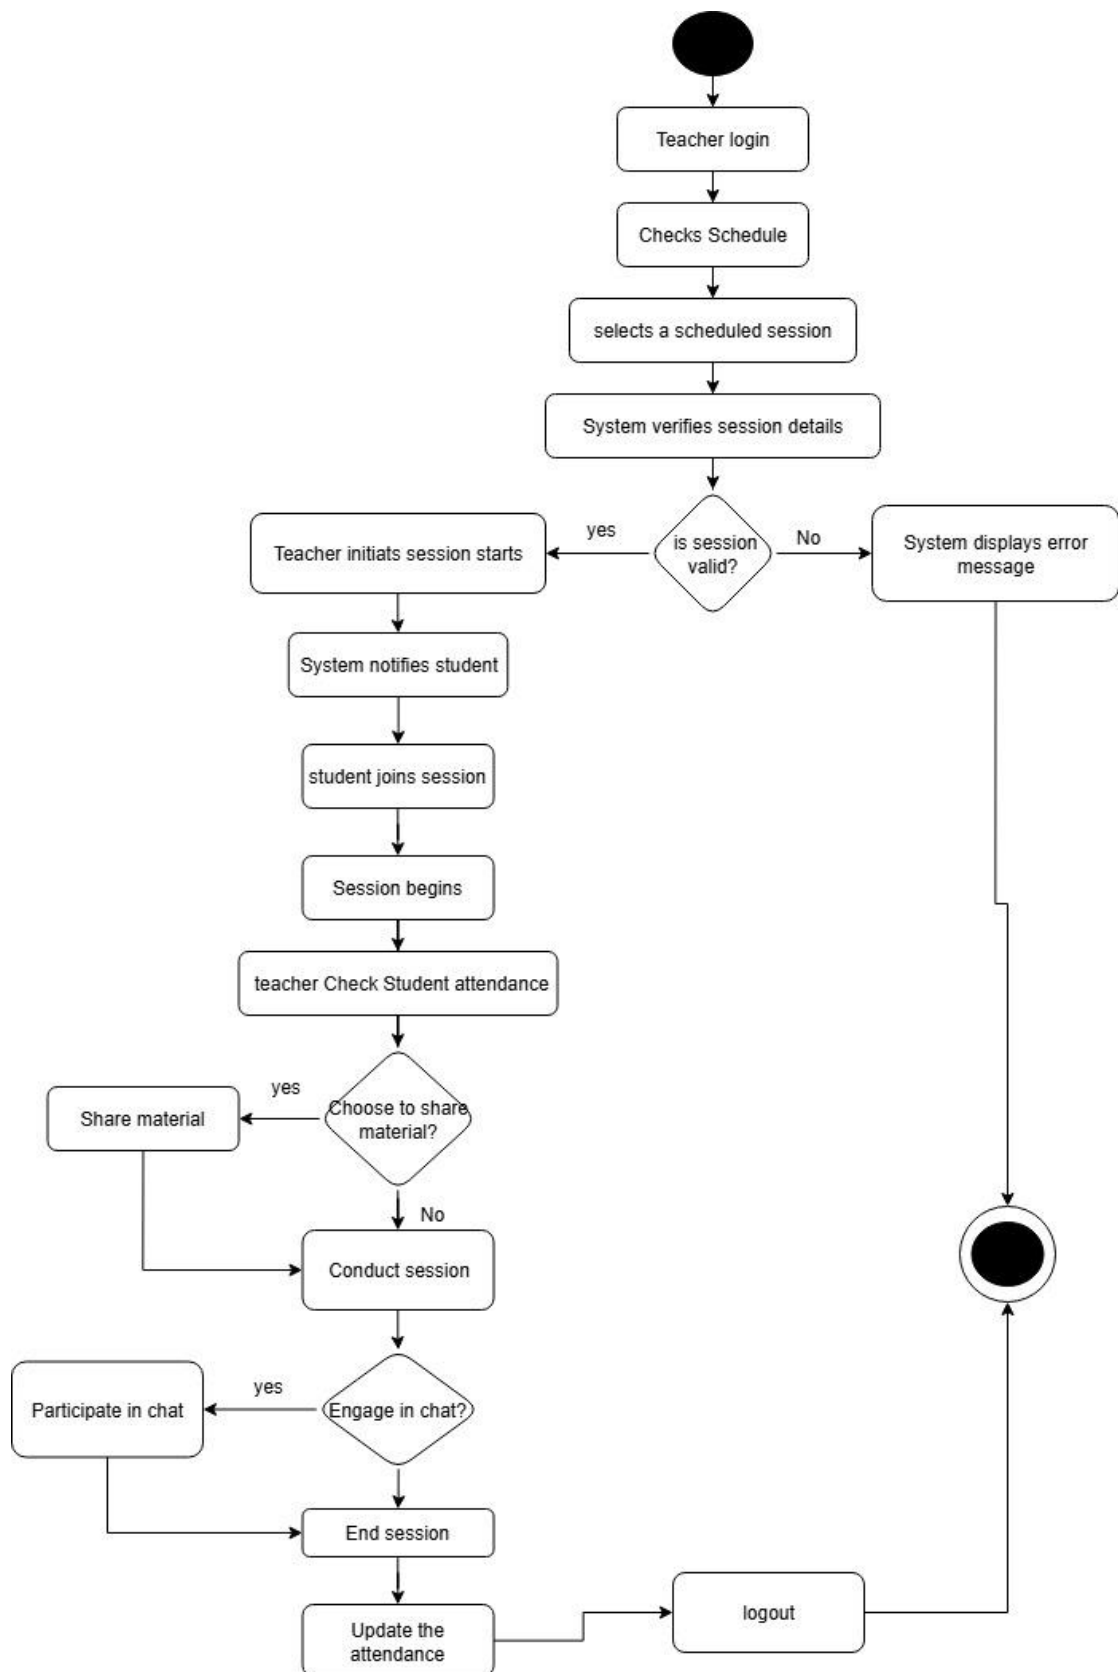 Teacher login
Checks Schedule
selects a scheduled session
System verifies session details
is session
valid?
yes
No
Teacher initiats session starts
System displays error
message
System notifies student
student joins session
Session begins
teacher Check Student attendance
Choose to share
material?
yes
Share material
No
Conduct session
Engage in chat?
yes
Participate in chat
End session
Update the
attendance
logout